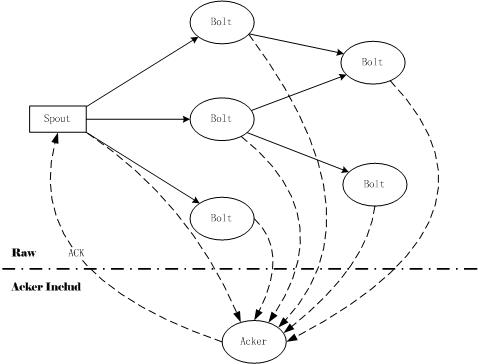 Bolt
Bolt
Spout
Bolt
Bolt
Bolt
Raw
ACK
Acker Includ
Acker